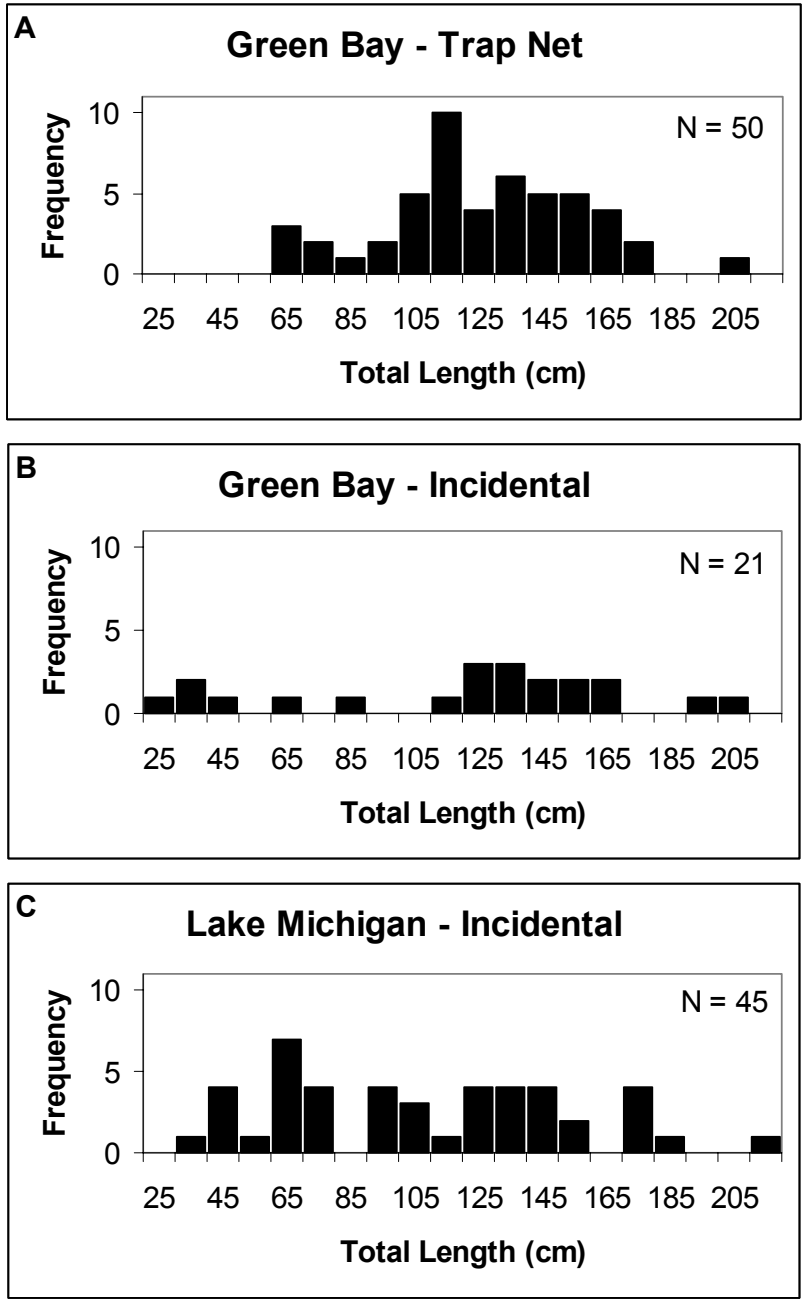 A
Green Bay - Trap Net
N = 50
Frequency
10
5
0
25 45 65 85 105 125 145 165 185 205
Total Length (cm)
B
Green Bay - Incidental
N = 21
Frequency
10
5
0
25 45 65 85 105 125 145 165 185 205
Total Length (cm)
C
Lake Michigan - Incidental
N = 45
Frequency
10
5
0
25 45 65 85 105 125 145 165 185 205
Total Length (cm)